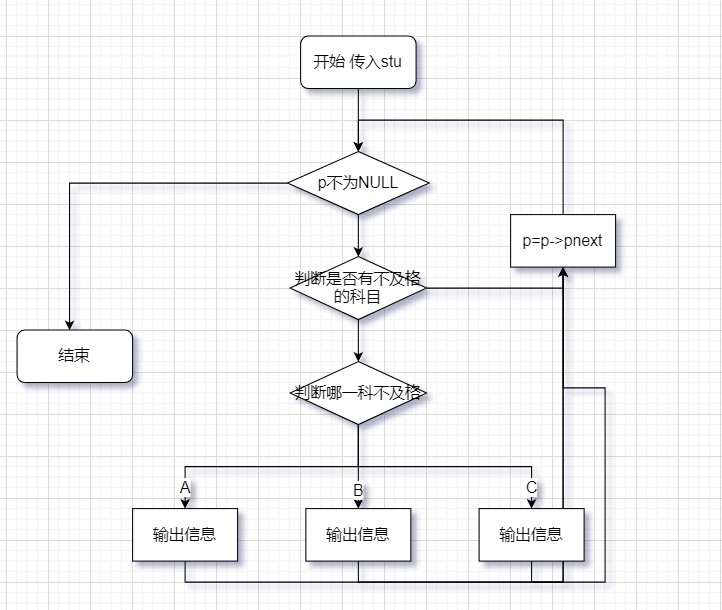 开始 传入stu
p不为NULL
p=p->pnext
判断是否有不及格
的科目
结束
判断哪一科不及格
A
B
C
输出信息
输出信息
输出信息